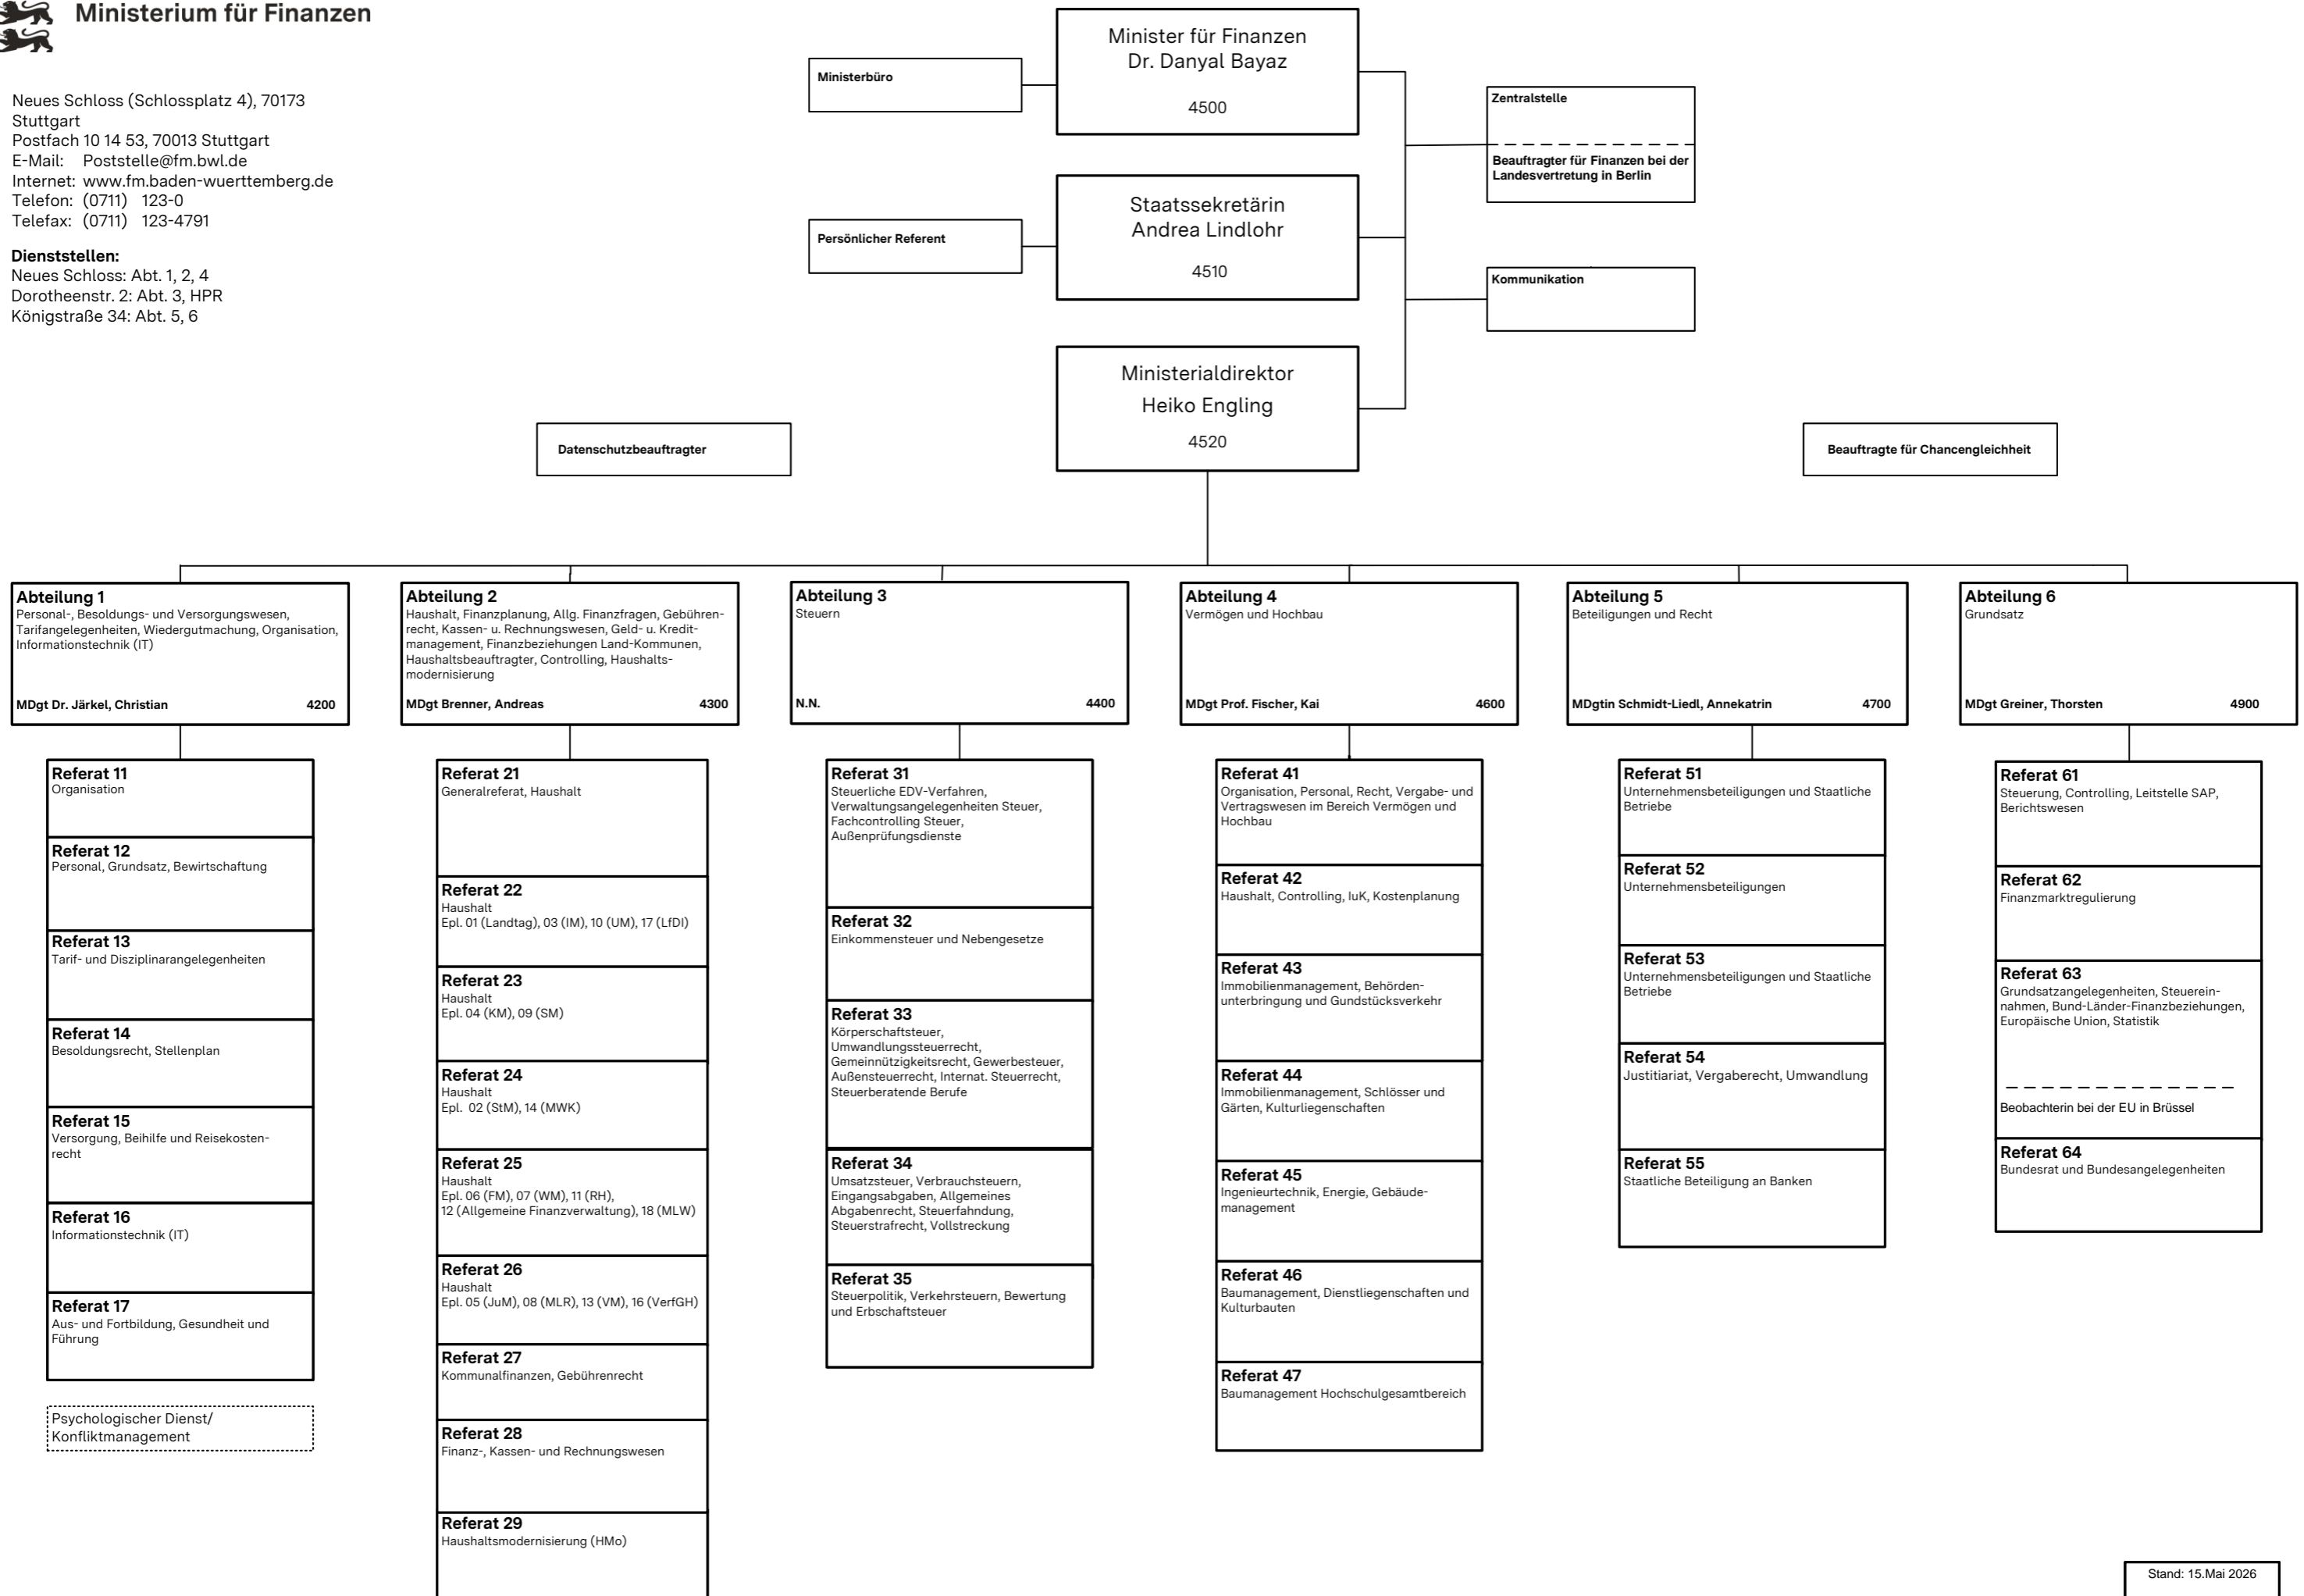 Ministerium für Finanzen
Neues Schloss (Schlossplatz 4), 70173
Stuttgart
Postfach 10 14 53, 70013 Stuttgart
E-Mail: Poststelle@fm.bwl.de
Internet: www.fm.baden-wuerttemberg.de
Telefon: (0711) 123-0
Telefax: (0711) 123-4791
Dienststellen:
Neues Schloss: Abt. 1, 2, 4
Dorotheenstr. 2: Abt. 3, HPR
Königstraße 34: Abt. 5, 6
Minister für Finanzen
Dr. Danyal Bayaz
4500
Ministerbüro
Zentralstelle
Beauftragter für Finanzen bei der
Landesvertretung in Berlin
Staatssekretärin
Andrea Lindlohr
4510
Persönlicher Referent
Kommunikation
Ministerialdirektor
Heiko Engling
4520
Datenschutzbeauftragter
Beauftragte für Chancengleichheit
Abteilung 1
Personal-, Besoldungs- und Versorgungswesen,
Tarifangelegenheiten, Wiedergutmachung, Organisation,
Informationstechnik (IT)
MDgt Dr. Järkel, Christian 4200
Referat 11
Organisation
Referat 12
Personal, Grundsatz, Bewirtschaftung
Referat 13
Tarif- und Disziplinarangelegenheiten
Referat 14
Besoldungsrecht, Stellenplan
Referat 15
Versorgung, Beihilfe und Reisekosten-
recht
Referat 16
Informationstechnik (IT)
Referat 17
Aus- und Fortbildung, Gesundheit und
Führung
Psychologischer Dienst/
Konfliktmanagement
Abteilung 2
Haushalt, Finanzplanung, Allg. Finanzfragen, Gebühren-
recht, Kassen- u. Rechnungswesen, Geld- u. Kredit-
management, Finanzbeziehungen Land-Kommunen,
Haushaltsbeauftragter, Controlling, Haushalts-
modernisierung
MDgt Brenner, Andreas 4300
Referat 21
Generalreferat, Haushalt
Referat 22
Haushalt
Epl. 01 (Landtag), 03 (IM), 10 (UM), 17 (LfDI)
Referat 23
Haushalt
Epl. 04 (KM), 09 (SM)
Referat 24
Haushalt
Epl. 02 (StM), 14 (MWK)
Referat 25
Haushalt
Epl. 06 (FM), 07 (WM), 11 (RH),
12 (Allgemeine Finanzverwaltung), 18 (MLW)
Referat 26
Haushalt
Epl. 05 (JuM), 08 (MLR), 13 (VM), 16 (VerfGH)
Referat 27
Kommunalfinanzen, Gebührenrecht
Referat 28
Finanz-, Kassen- und Rechnungswesen
Referat 29
Haushaltsmodernisierung (HMo)
Abteilung 3
Steuern
N.N. 4400
Referat 31
Steuerliche EDV-Verfahren,
Verwaltungsangelegenheiten Steuer,
Fachcontrolling Steuer,
Außenprüfungsdienste
Referat 32
Einkommensteuer und Nebengesetze
Referat 33
Körperschaftsteuer,
Umwandlungssteuerrecht,
Gemeinnützigkeitsrecht, Gewerbesteuer,
Außensteuerrecht, Internat. Steuerrecht,
Steuerberatende Berufe
Referat 34
Umsatzsteuer, Verbrauchsteuern,
Eingangsabgaben, Allgemeines
Abgabenrecht, Steuerfahndung,
Steuerstrafrecht, Vollstreckung
Referat 35
Steuerpolitik, Verkehrsteuern, Bewertung
und Erbschaftsteuer
Abteilung 4
Vermögen und Hochbau
MDgt Prof. Fischer, Kai 4600
Referat 41
Organisation, Personal, Recht, Vergabe- und
Vertragswesen im Bereich Vermögen und
Hochbau
Referat 42
Haushalt, Controlling, IuK, Kostenplanung
Referat 43
Immobilienmanagement, Behörden-
unterbringung und Gundstücksverkehr
Referat 44
Immobilienmanagement, Schlösser und
Gärten, Kulturliegenschaften
Referat 45
Ingenieurtechnik, Energie, Gebäude-
management
Referat 46
Baumanagement, Dienstliegenschaften und
Kulturbauten
Referat 47
Baumanagement Hochschulgesamtbereich
Abteilung 5
Beteiligungen und Recht
MDgtin Schmidt-Liedl, Annekatrin 4700
Referat 51
Unternehmensbeteiligungen und Staatliche
Betriebe
Referat 52
Unternehmensbeteiligungen
Referat 53
Unternehmensbeteiligungen und Staatliche
Betriebe
Referat 54
Justitiariat, Vergaberecht, Umwandlung
Referat 55
Staatliche Beteiligung an Banken
Abteilung 6
Grundsatz
MDgt Greiner, Thorsten 4900
Referat 61
Steuerung, Controlling, Leitstelle SAP,
Berichtswesen
Referat 62
Finanzmarktregulierung
Referat 63
Grundsatzangelegenheiten, Steuerein-
nahmen, Bund-Länder-Finanzbeziehungen,
Europäische Union, Statistik
Beobachterin bei der EU in Brüssel
Referat 64
Bundesrat und Bundesangelegenheiten
Stand: 15.Mai 2026